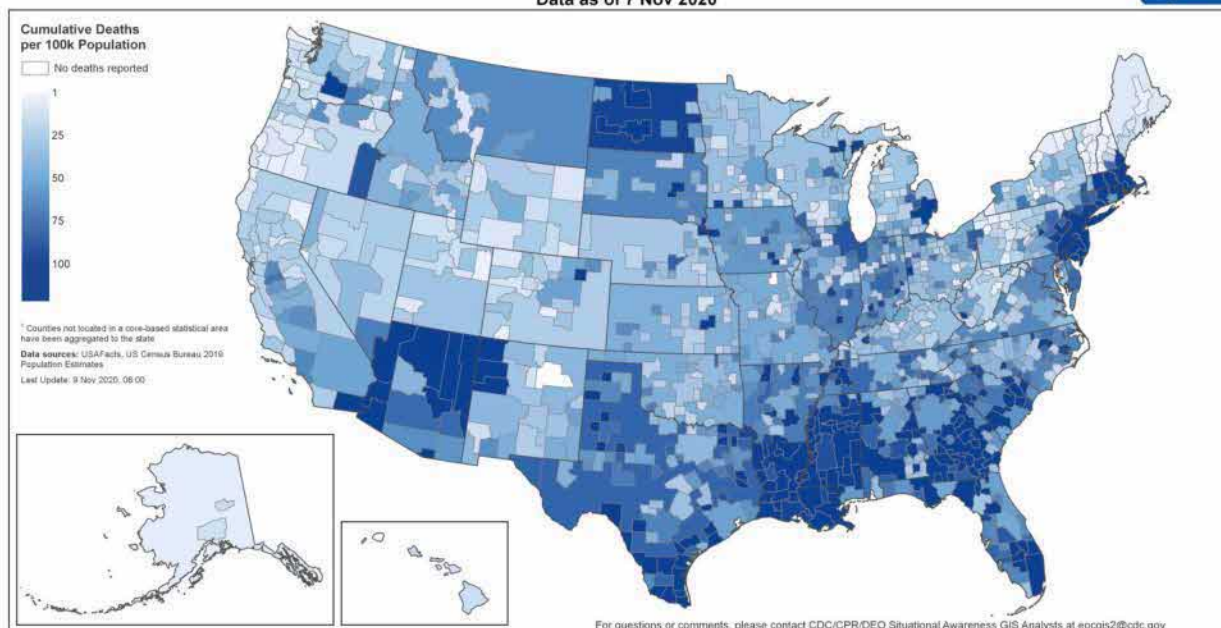 Data as of 7 Nov 2020
Cumulative Deaths
per 100k Population
No deaths reported
1
25
50
75
100
¹ Counties not located in a core-based statistical area
have been aggregated to the state
Data sources: USAFacts, US Census Bureau 2019
Population Estimates
Last Update: 9 Nov 2020, 06:00
For questions or comments, please contact CDC/CPR/DEO Situational Awareness GIS Analysts at eocgis2@cdc.gov